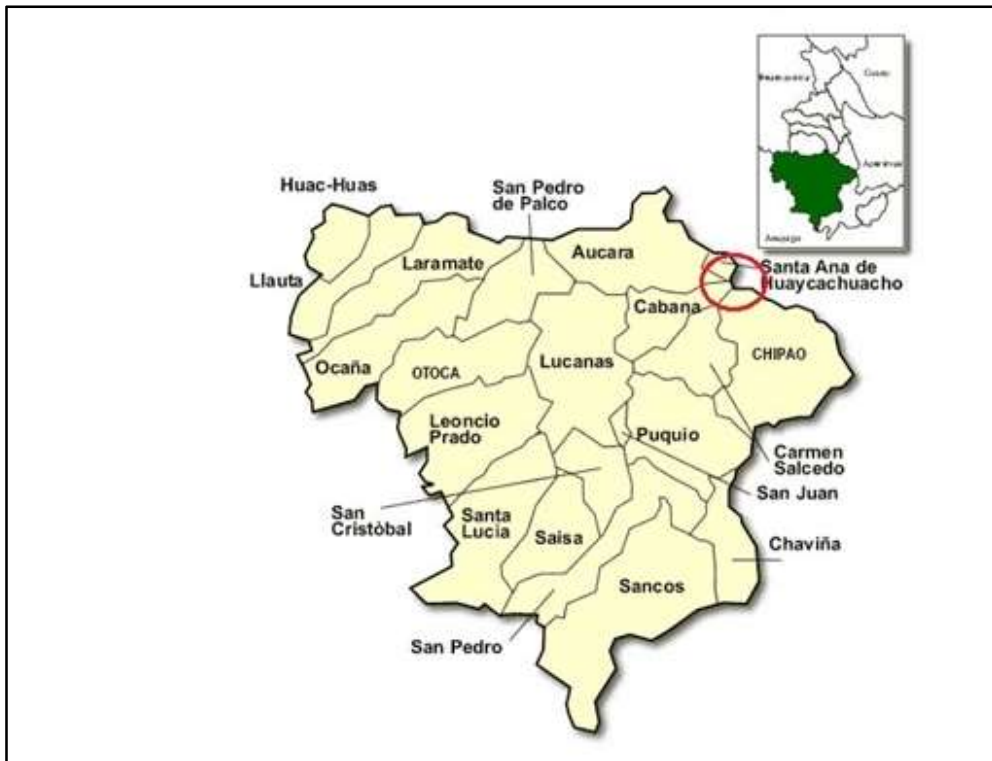 Cusco
Apurimac
Huac-Huas
San Pedro
de Palco
Llauta
Laramate
Aucara
Santa Ana de
Huaycachuacho
Cabana
Ocaña
OTOCA
Lucanas
CHIPAO
Leoncio
Prado
Puquio
Carmen
Salcedo
San Juan
San
Cristòbal
Santa
Lucia
Saisa
Chaviña
Sancos
San Pedro